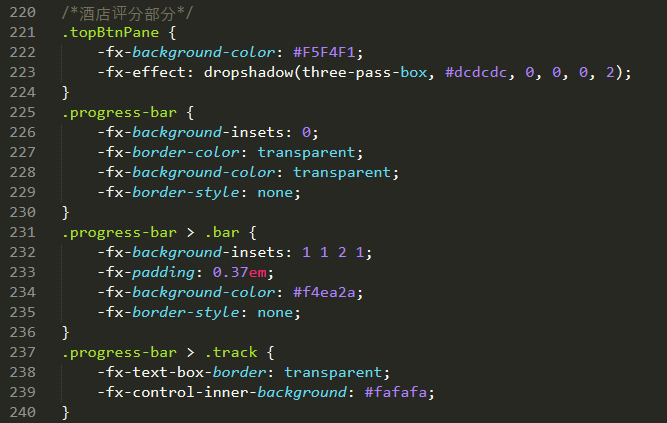 220 /*酒店评分部分*/
221 .topBtnPane {
222     -fx-background-color: #F5F4F1;
223     -fx-effect: dropshadow(three-pass-box, #dcdcdc, 0, 0, 0, 2);
224 }
225 .progress-bar {
226     -fx-background-insets: 0;
227     -fx-border-color: transparent;
228     -fx-background-color: transparent;
229     -fx-border-style: none;
230 }
231 .progress-bar > .bar {
232     -fx-background-insets: 1 1 2 1;
233     -fx-padding: 0.37em;
234     -fx-background-color: #f4ea2a;
235     -fx-border-style: none;
236 }
237 .progress-bar > .track {
238     -fx-text-box-border: transparent;
239     -fx-control-inner-background: #fafafa;
240 }